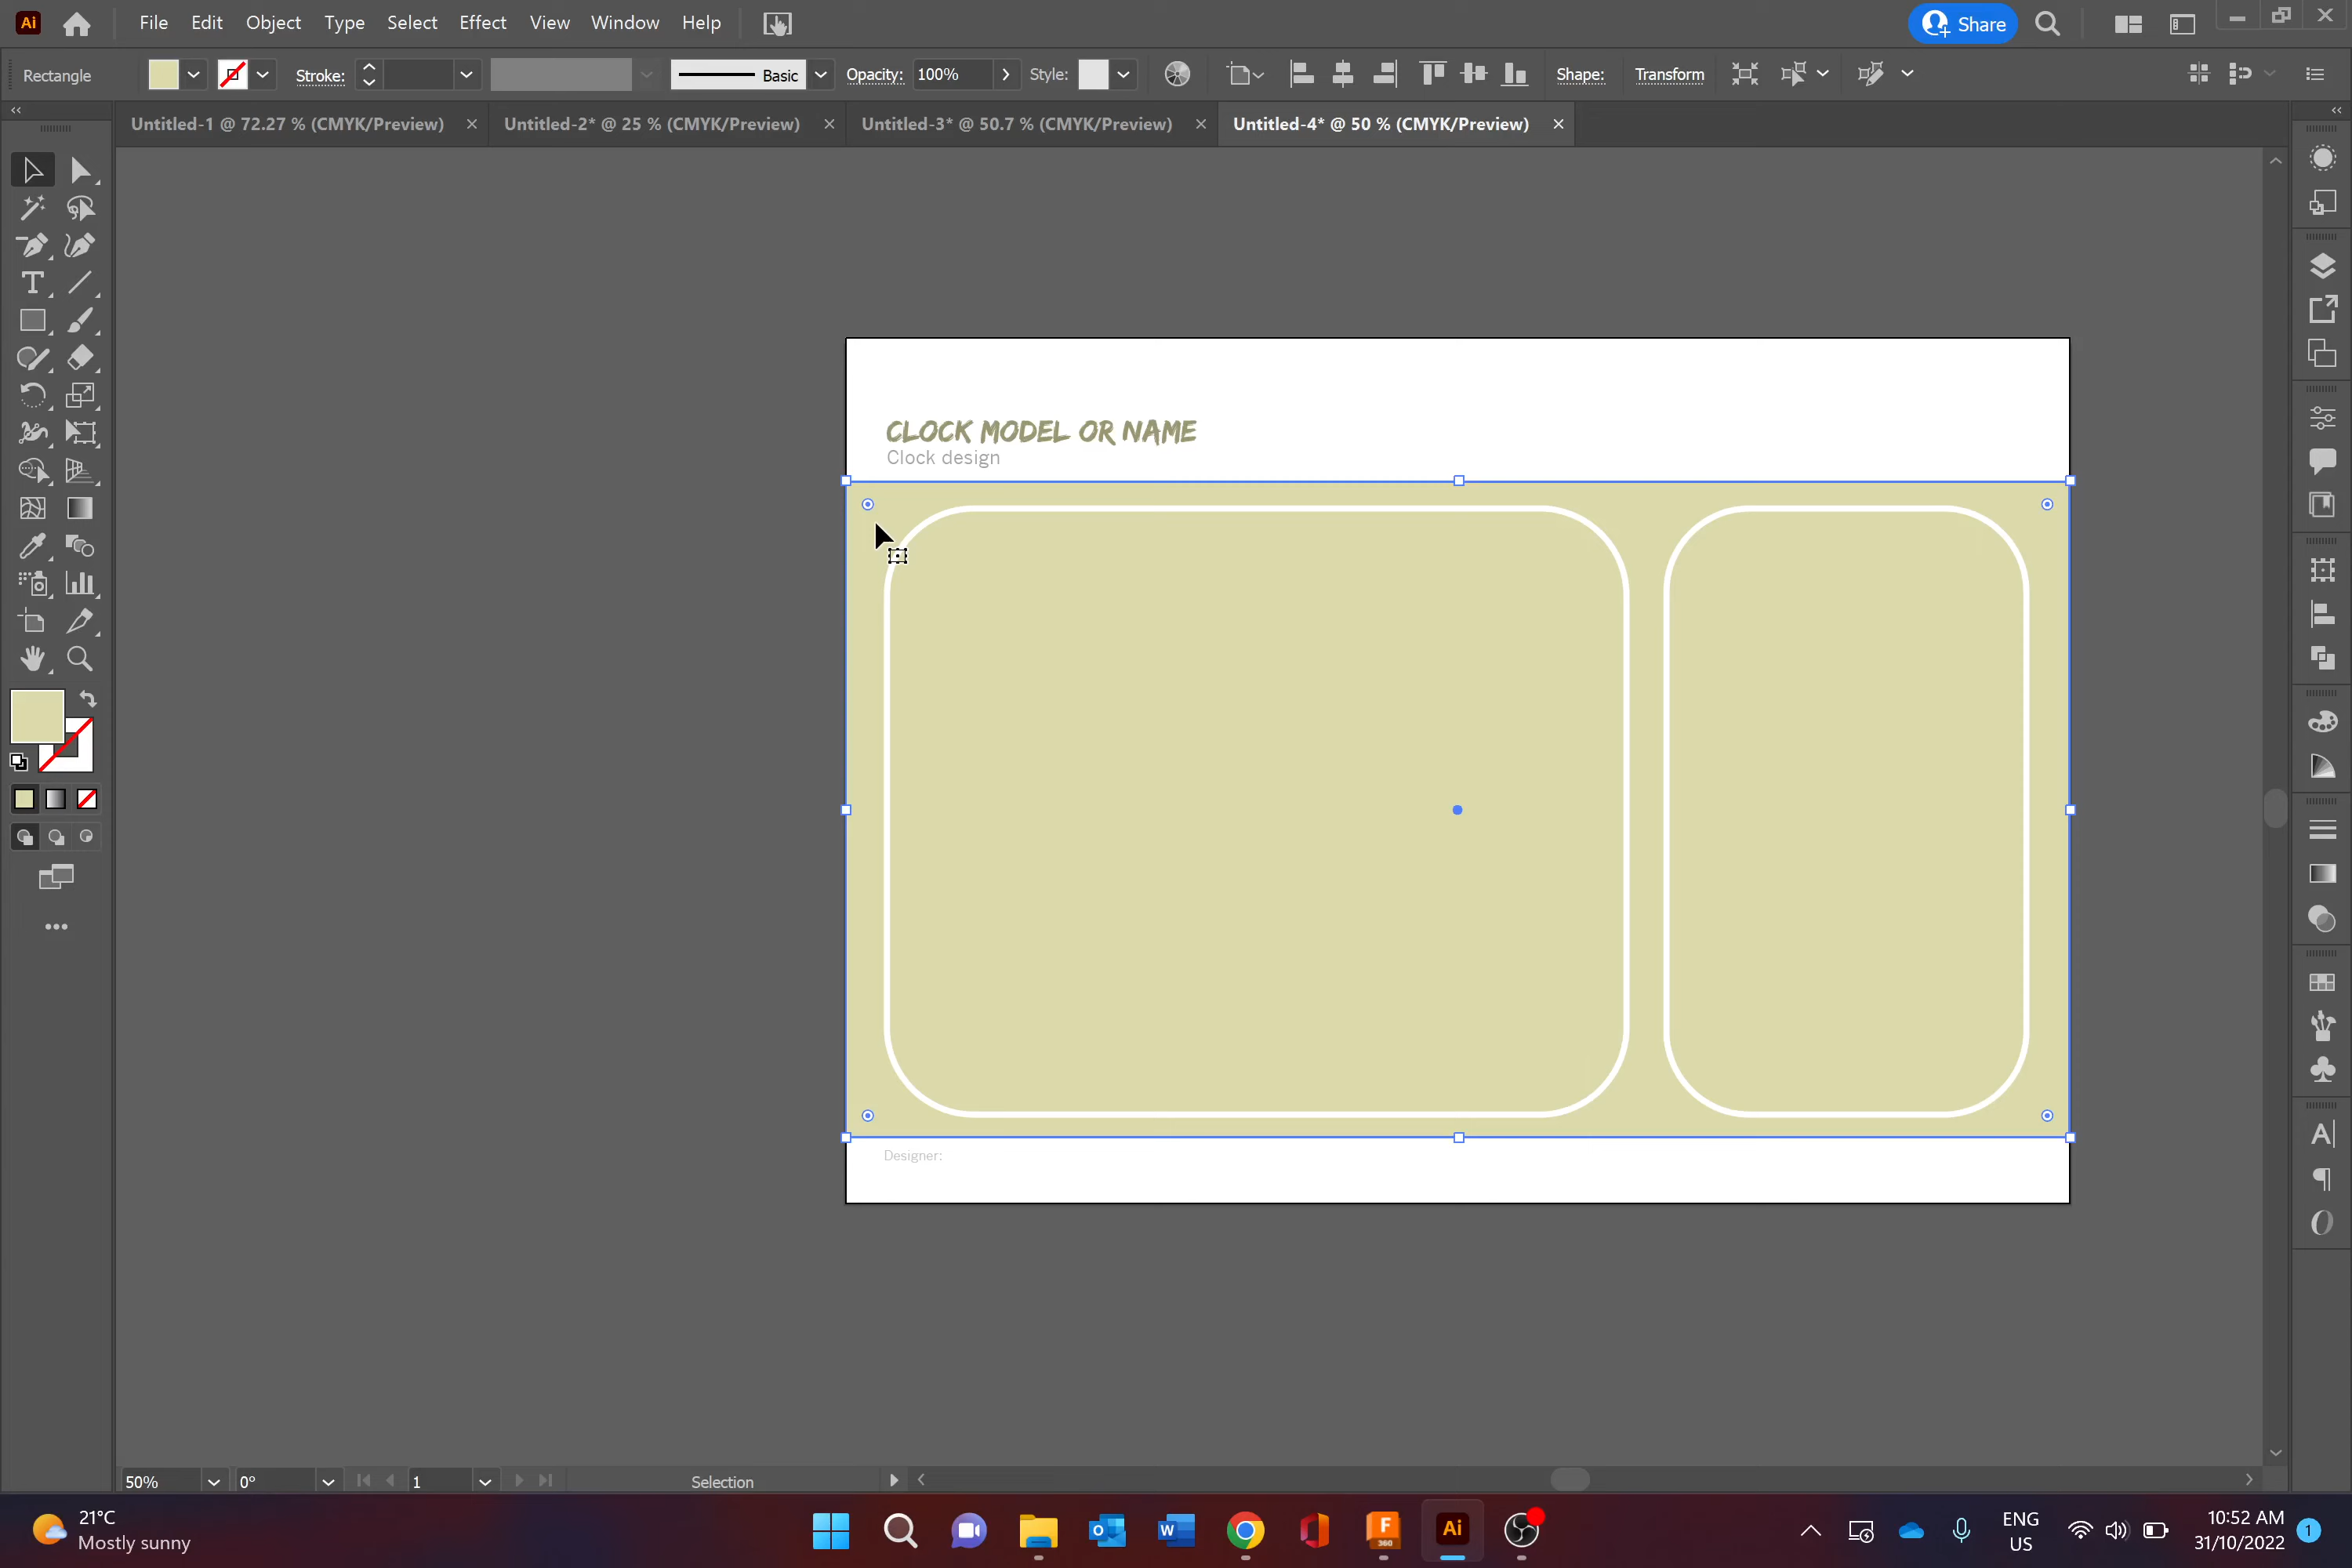 Ai File Edit Object Type Select Effect View Window Help Share
Rectangle Stroke: Basic Opacity: 100% Style: Shape: Transform
Untitled-1 @ 72.27 % (CMYK/Preview) Untitled-2* @ 25 % (CMYK/Preview) Untitled-3* @ 50.7 % (CMYK/Preview) Untitled-4* @ 50 % (CMYK/Preview)
CLOCK MODEL OR NAME
Clock design
Designer:
50% 0° 1 Selection
21°C
Mostly sunny
ENG
US
10:52 AM
31/10/2022
1
F
360
Ai